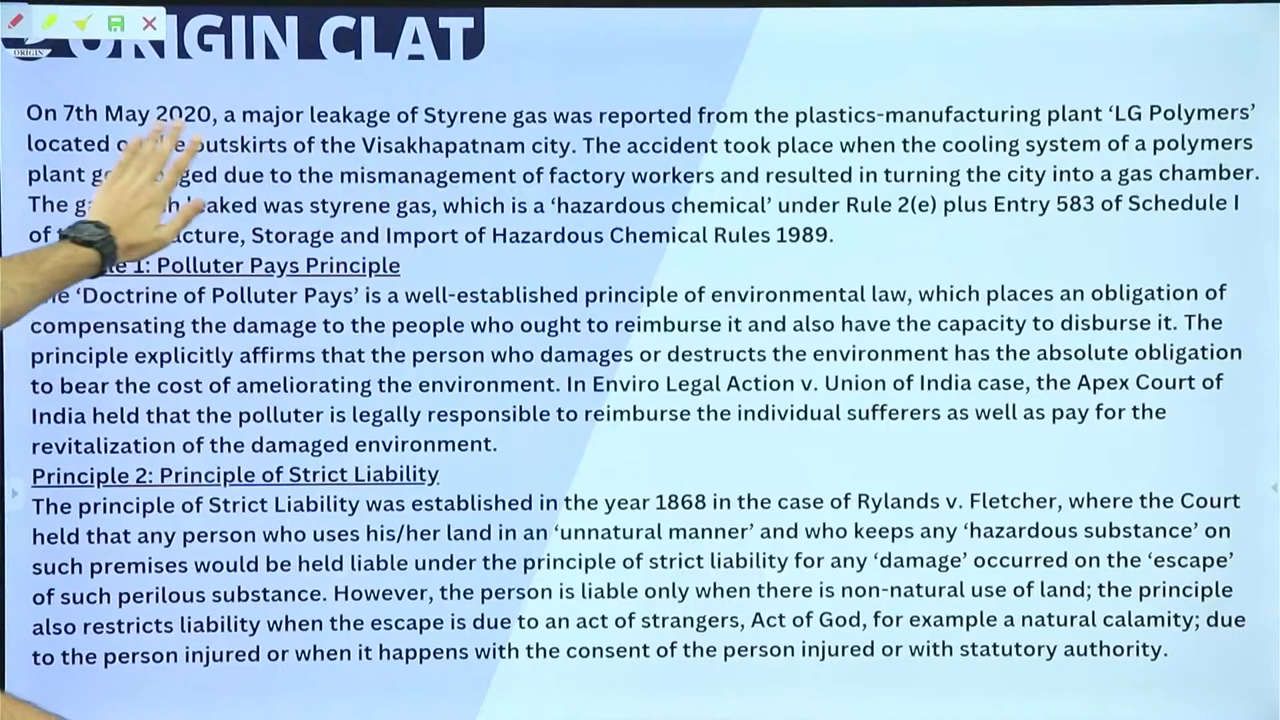 ORIGIN CLAT
ORIGIN
On 7th May 2020, a major leakage of Styrene gas was reported from the plastics-manufacturing plant ‘LG Polymers’
located outskirts of the Visakhapatnam city. The accident took place when the cooling system of a polymers
plant due to the mismanagement of factory workers and resulted in turning the city into a gas chamber.
The leaked was styrene gas, which is a ‘hazardous chemical’ under Rule 2(e) plus Entry 583 of Schedule I
of Storage and Import of Hazardous Chemical Rules 1989.
1: Polluter Pays Principle
‘Doctrine of Polluter Pays’ is a well-established principle of environmental law, which places an obligation of
compensating the damage to the people who ought to reimburse it and also have the capacity to disburse it. The
principle explicitly affirms that the person who damages or destructs the environment has the absolute obligation
to bear the cost of ameliorating the environment. In Enviro Legal Action v. Union of India case, the Apex Court of
India held that the polluter is legally responsible to reimburse the individual sufferers as well as pay for the
revitalization of the damaged environment.
Principle 2: Principle of Strict Liability
The principle of Strict Liability was established in the year 1868 in the case of Rylands v. Fletcher, where the Court
held that any person who uses his/her land in an ‘unnatural manner’ and who keeps any ‘hazardous substance’ on
such premises would be held liable under the principle of strict liability for any ‘damage’ occurred on the ‘escape’
of such perilous substance. However, the person is liable only when there is non-natural use of land; the principle
also restricts liability when the escape is due to an act of strangers, Act of God, for example a natural calamity; due
to the person injured or when it happens with the consent of the person injured or with statutory authority.